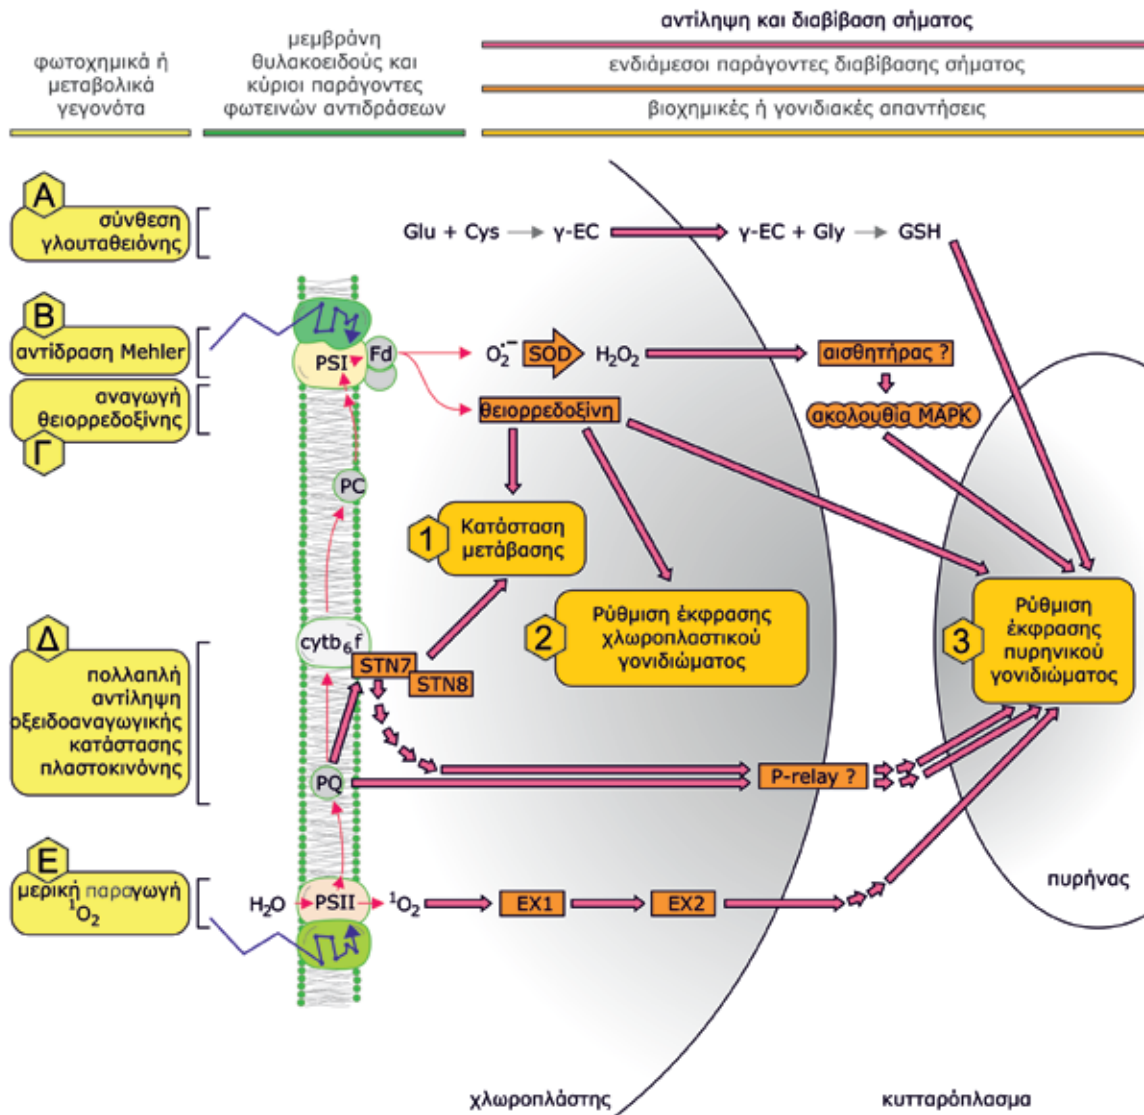 φωτοχημικά ή
μεταβολικά
γεγονότα
μεμβράνη
θυλακοειδούς και
κύριοι παράγοντες
φωτεινών αντιδράσεων
αντίληψη και διαβίβαση σήματος
ενδιάμεσοι παράγοντες διαβίβασης σήματος
βιοχημικές ή γονιδιακές απαντήσεις
Α
σύνθεση
γλουταθειόνης
Glu + Cys → γ-EC
γ-EC + Gly → GSH
Β
αντίδραση Mehler
PSI
Fd
O₂˙⁻
SOD
H₂O₂
αισθητήρας ?
ακολουθία MAPK
αναγωγή
θειορρεδοξίνης
Γ
θειορρεδοξίνη
PC
1
Κατάσταση
μετάβασης
2
Ρύθμιση έκφρασης
χλωροπλαστικού
γονιδιώματος
3
Ρύθμιση
έκφρασης
πυρηνικού
γονιδιώματος
Δ
πολλαπλή
αντίληψη
οξειδοαναγωγικής
κατάστασης
πλαστοκινόνης
cytb₆f
STN7
STN8
PQ
P-relay ?
Ε
μερική παραγωγή
¹O₂
H₂O
PSII
¹O₂
EX1
EX2
πυρήνας
χλωροπλάστης
κυτταρόπλασμα